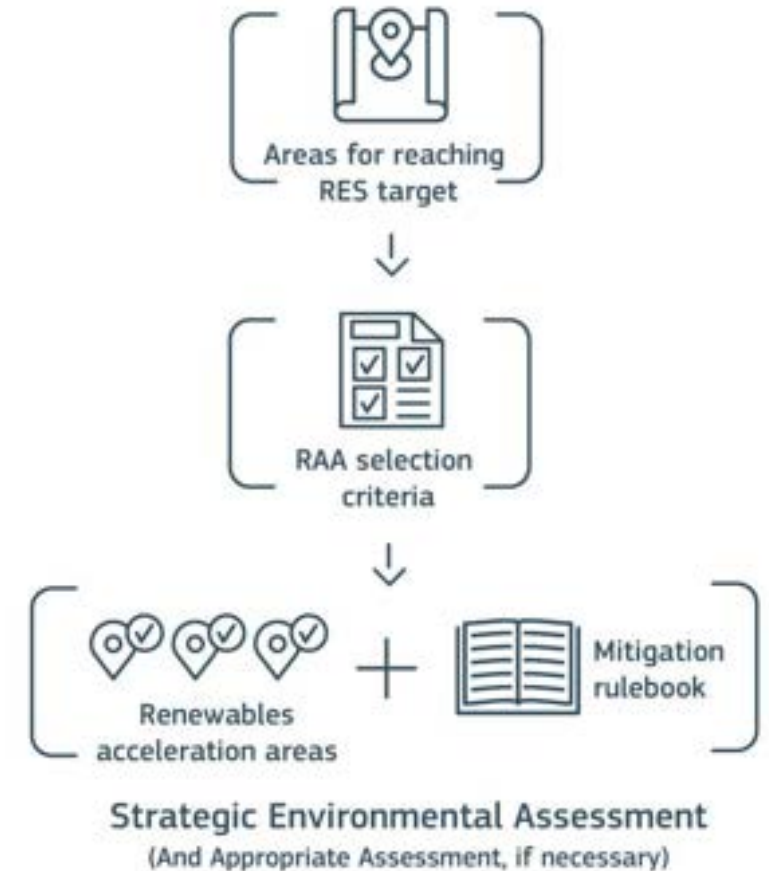 Areas for reaching
RES target
RAA selection
criteria
Renewables
acceleration areas
Mitigation
rulebook
Strategic Environmental Assessment
(And Appropriate Assessment, if necessary)